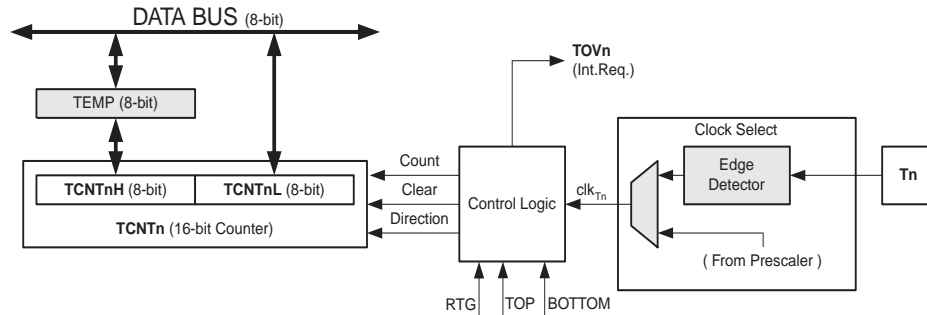 DATA BUS (8-bit)
TOVn
(Int.Req.)
TEMP (8-bit)
Clock Select
Count
Edge
Detector
Tn
TCNTnH (8-bit)
TCNTnL (8-bit)
Clear
Control Logic
clkTn
TCNTn (16-bit Counter)
Direction
( From Prescaler )
RTG
TOP
BOTTOM